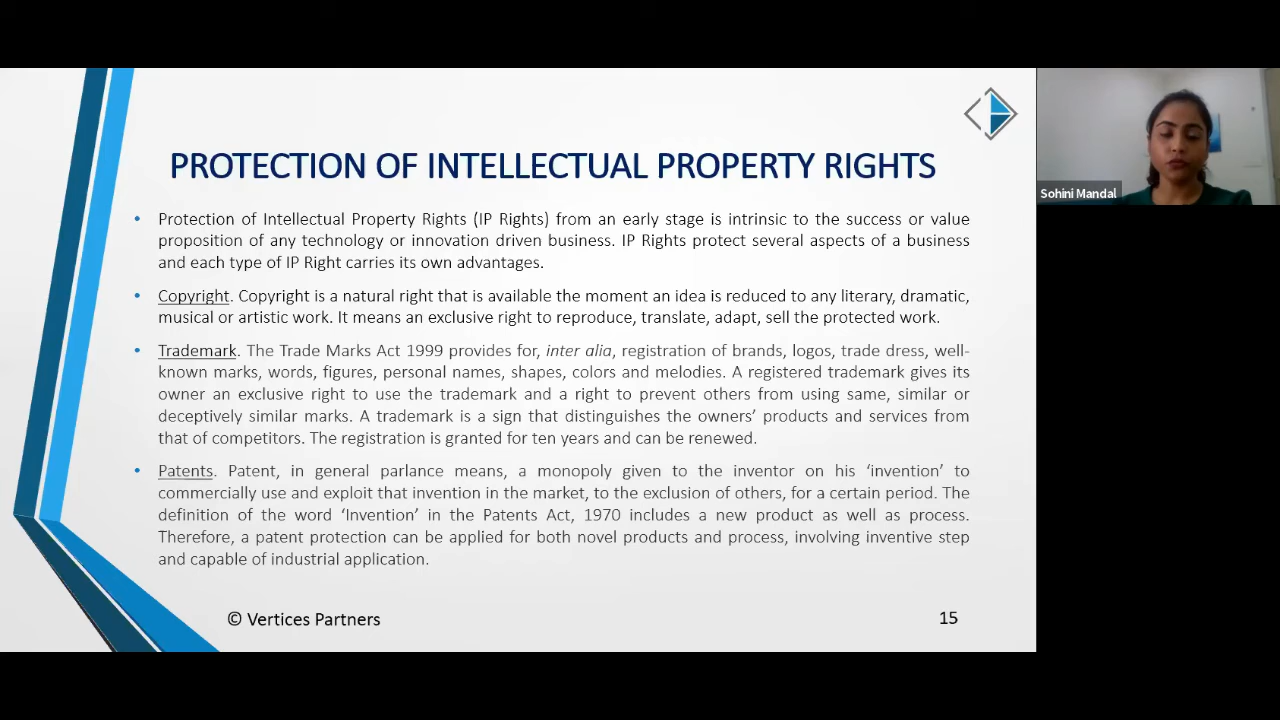 PROTECTION OF INTELLECTUAL PROPERTY RIGHTS
Sohini Mandal
• Protection of Intellectual Property Rights (IP Rights) from an early stage is intrinsic to the success or value
proposition of any technology or innovation driven business. IP Rights protect several aspects of a business
and each type of IP Right carries its own advantages.
• Copyright. Copyright is a natural right that is available the moment an idea is reduced to any literary, dramatic,
musical or artistic work. It means an exclusive right to reproduce, translate, adapt, sell the protected work.
• Trademark. The Trade Marks Act 1999 provides for, inter alia, registration of brands, logos, trade dress, well-
known marks, words, figures, personal names, shapes, colors and melodies. A registered trademark gives its
owner an exclusive right to use the trademark and a right to prevent others from using same, similar or
deceptively similar marks. A trademark is a sign that distinguishes the owners’ products and services from
that of competitors. The registration is granted for ten years and can be renewed.
• Patents. Patent, in general parlance means, a monopoly given to the inventor on his ‘invention’ to
commercially use and exploit that invention in the market, to the exclusion of others, for a certain period. The
definition of the word ‘Invention’ in the Patents Act, 1970 includes a new product as well as process.
Therefore, a patent protection can be applied for both novel products and process, involving inventive step
and capable of industrial application.
© Vertices Partners
15